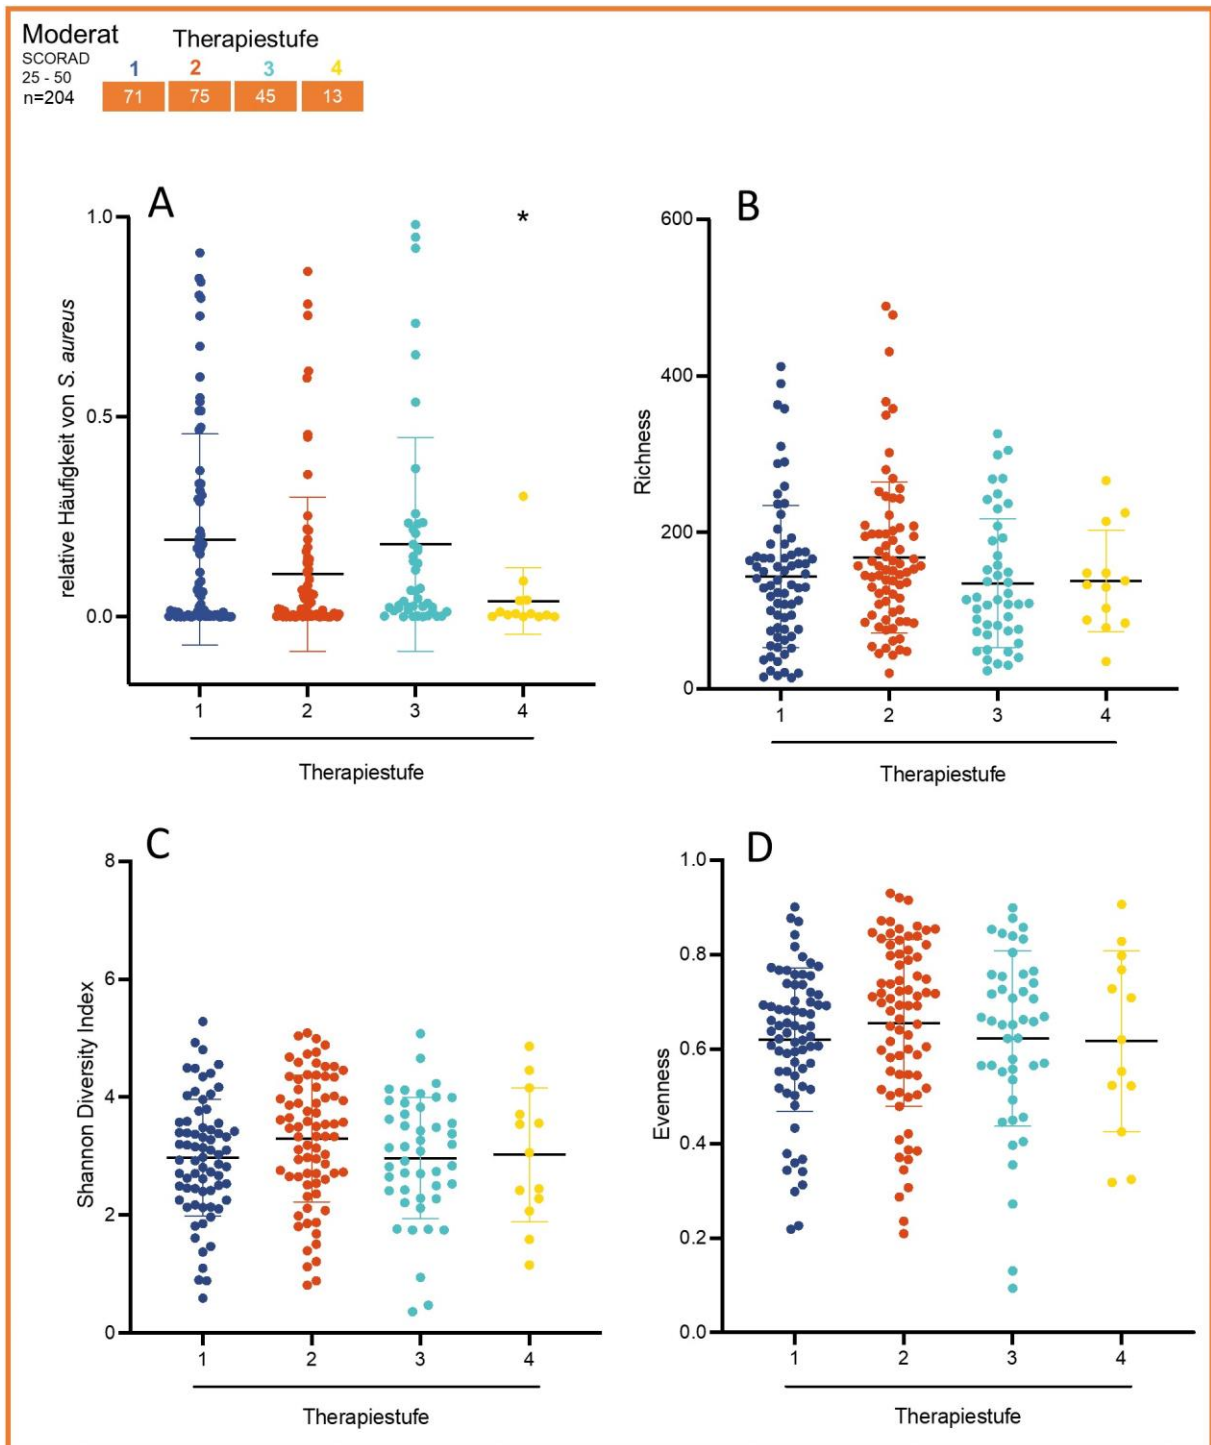 Moderat Therapiestufe
SCORAD 1 2 3 4
25 - 50
n=204 71 75 45 13
A
relative Häufigkeit von S. aureus
1.0
0.5
0.0
*
1 2 3 4
Therapiestufe
B
Richness
600
400
200
0
1 2 3 4
Therapiestufe
C
Shannon Diversity Index
8
6
4
2
0
1 2 3 4
Therapiestufe
D
Evenness
1.0
0.8
0.6
0.4
0.2
0.0
1 2 3 4
Therapiestufe